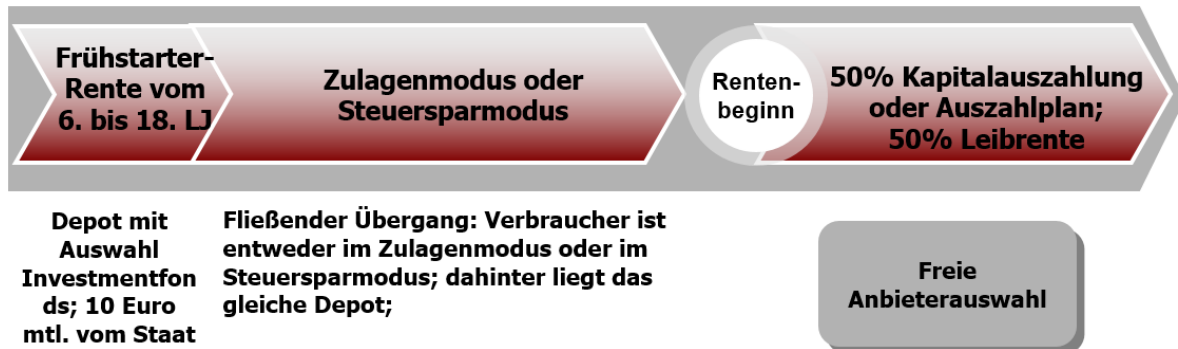 Frühstarter-
Rente vom
6. bis 18. LJ
Zulagenmodus oder
Steuersparmodus
Renten-
beginn
50% Kapitalauszahlung
oder Auszahlplan;
50% Leibrente
Depot mit
Auswahl
Investmentfon
ds; 10 Euro
mtl. vom Staat
Fließender Übergang: Verbraucher ist
entweder im Zulagenmodus oder im
Steuersparmodus; dahinter liegt das
gleiche Depot;
Freie
Anbieterauswahl